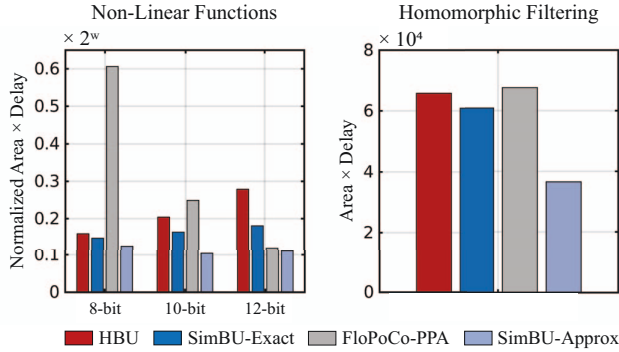 Non-Linear Functions
Homomorphic Filtering
× 2ʷ
× 10⁴
Normalized Area × Delay
0.6
0.5
0.4
0.3
0.2
0.1
0
8-bit
10-bit
12-bit
Area × Delay
8
6
4
2
0
HBU
SimBU-Exact
FloPoCo-PPA
SimBU-Approx